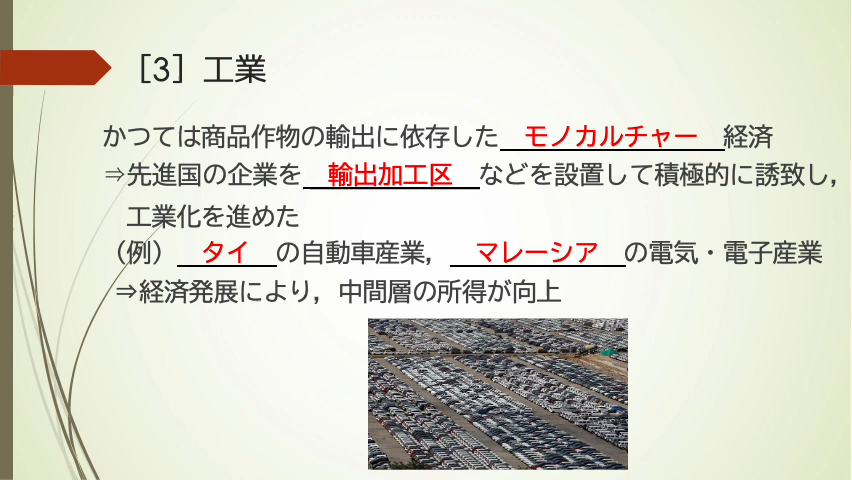 ［3］工業
かつては商品作物の輸出に依存した　モノカルチャー　経済
⇒先進国の企業を　輸出加工区　などを設置して積極的に誘致し，
工業化を進めた
（例）　タイ　の自動車産業，　マレーシア　の電気・電子産業
⇒経済発展により，中間層の所得が向上